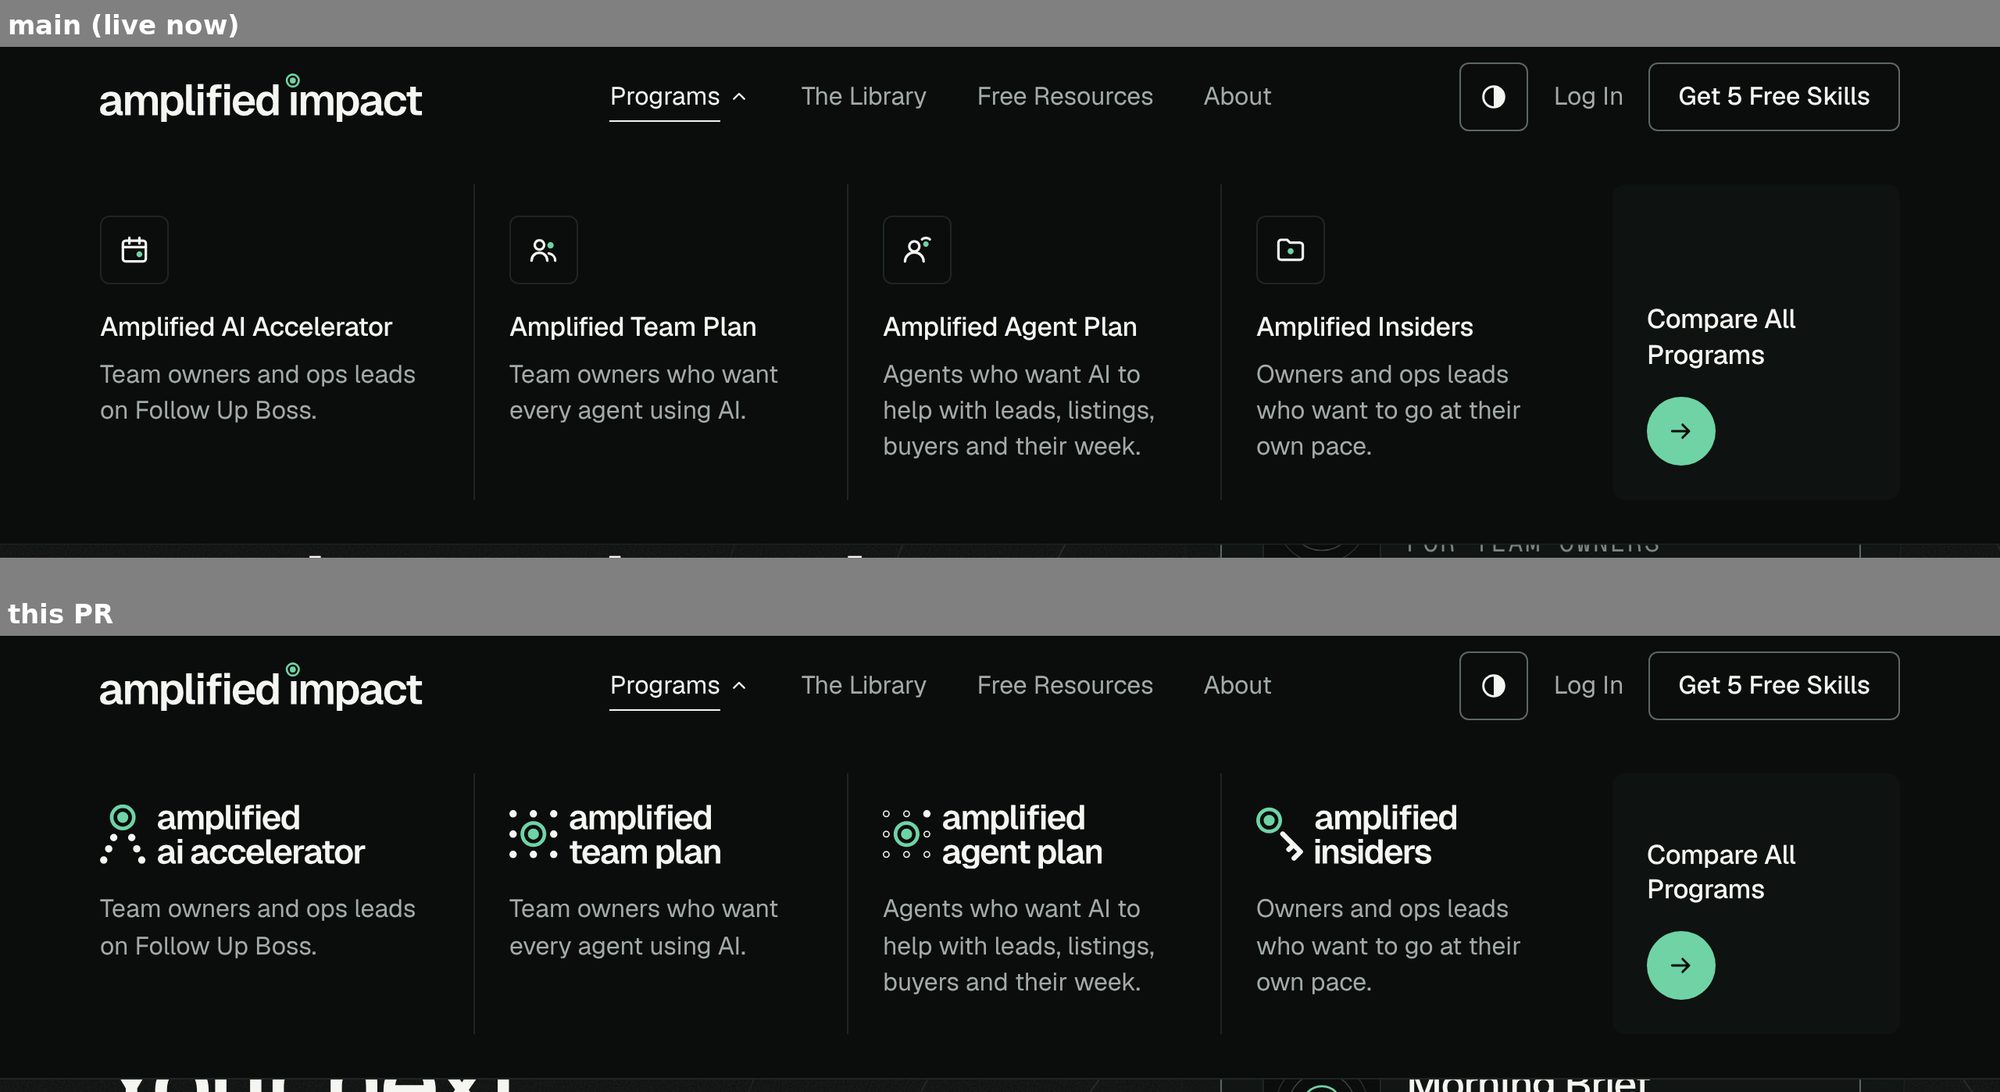 main (live now)
amplified impact
Programs
The Library
Free Resources
About
Log In
Get 5 Free Skills
Amplified AI Accelerator
Team owners and ops leads
on Follow Up Boss.
Amplified Team Plan
Team owners who want
every agent using AI.
Amplified Agent Plan
Agents who want AI to
help with leads, listings,
buyers and their week.
Amplified Insiders
Owners and ops leads
who want to go at their
own pace.
Compare All
Programs
FOR TEAM OWNERS
this PR
amplified impact
Programs
The Library
Free Resources
About
Log In
Get 5 Free Skills
amplified
ai accelerator
Team owners and ops leads
on Follow Up Boss.
amplified
team plan
Team owners who want
every agent using AI.
amplified
agent plan
Agents who want AI to
help with leads, listings,
buyers and their week.
amplified
insiders
Owners and ops leads
who want to go at their
own pace.
Compare All
Programs
Your next
Morning Brief